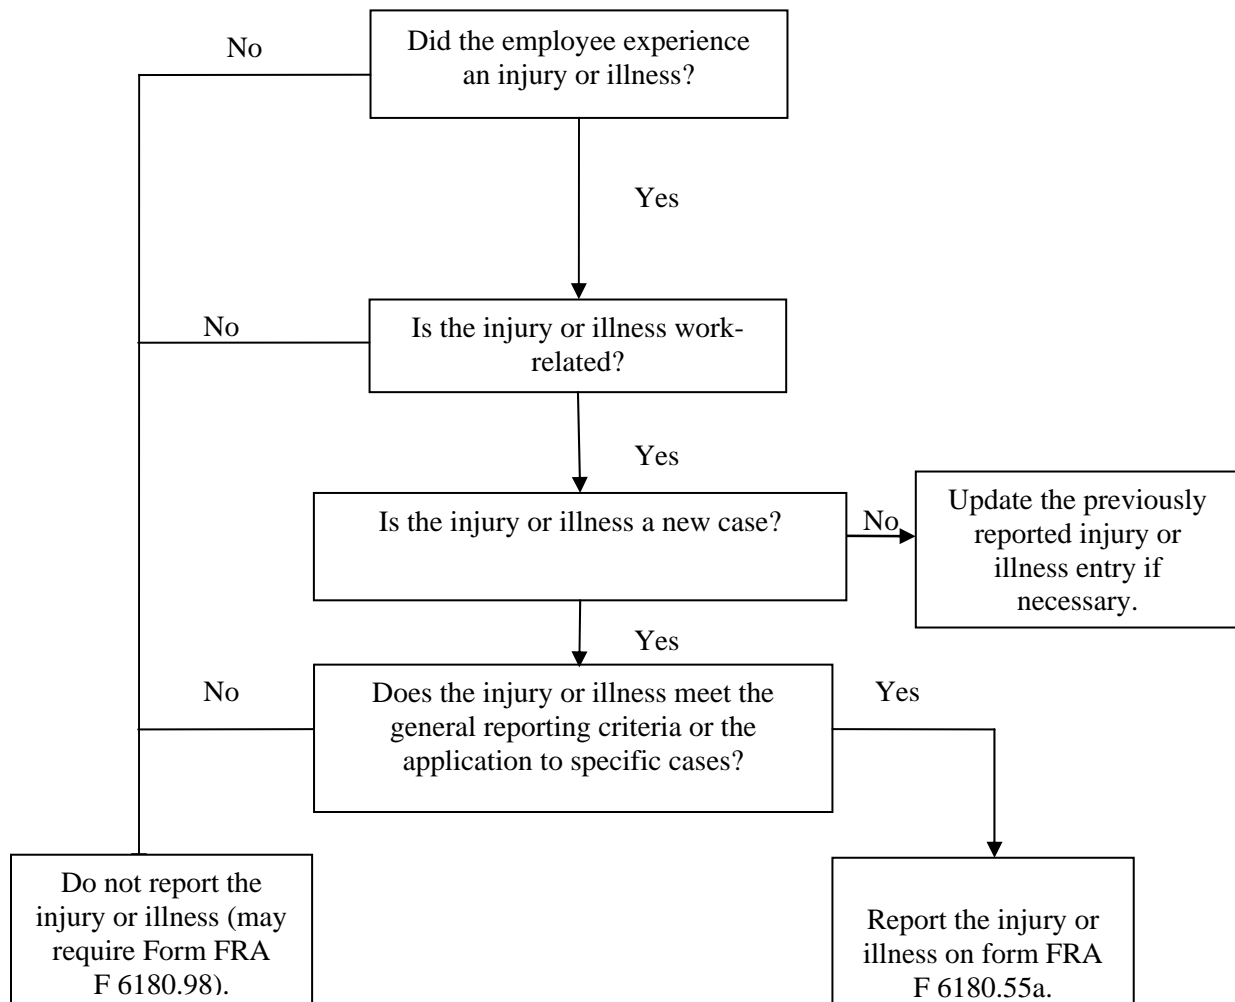 No
Did the employee experience
an injury or illness?
Yes
No
Is the injury or illness work-
related?
Yes
Is the injury or illness a new case?
No
Update the previously
reported injury or
illness entry if
necessary.
Yes
No
Does the injury or illness meet the
general reporting criteria or the
application to specific cases?
Yes
Do not report the
injury or illness (may
require Form FRA
F 6180.98).
Report the injury or
illness on form FRA
F 6180.55a.